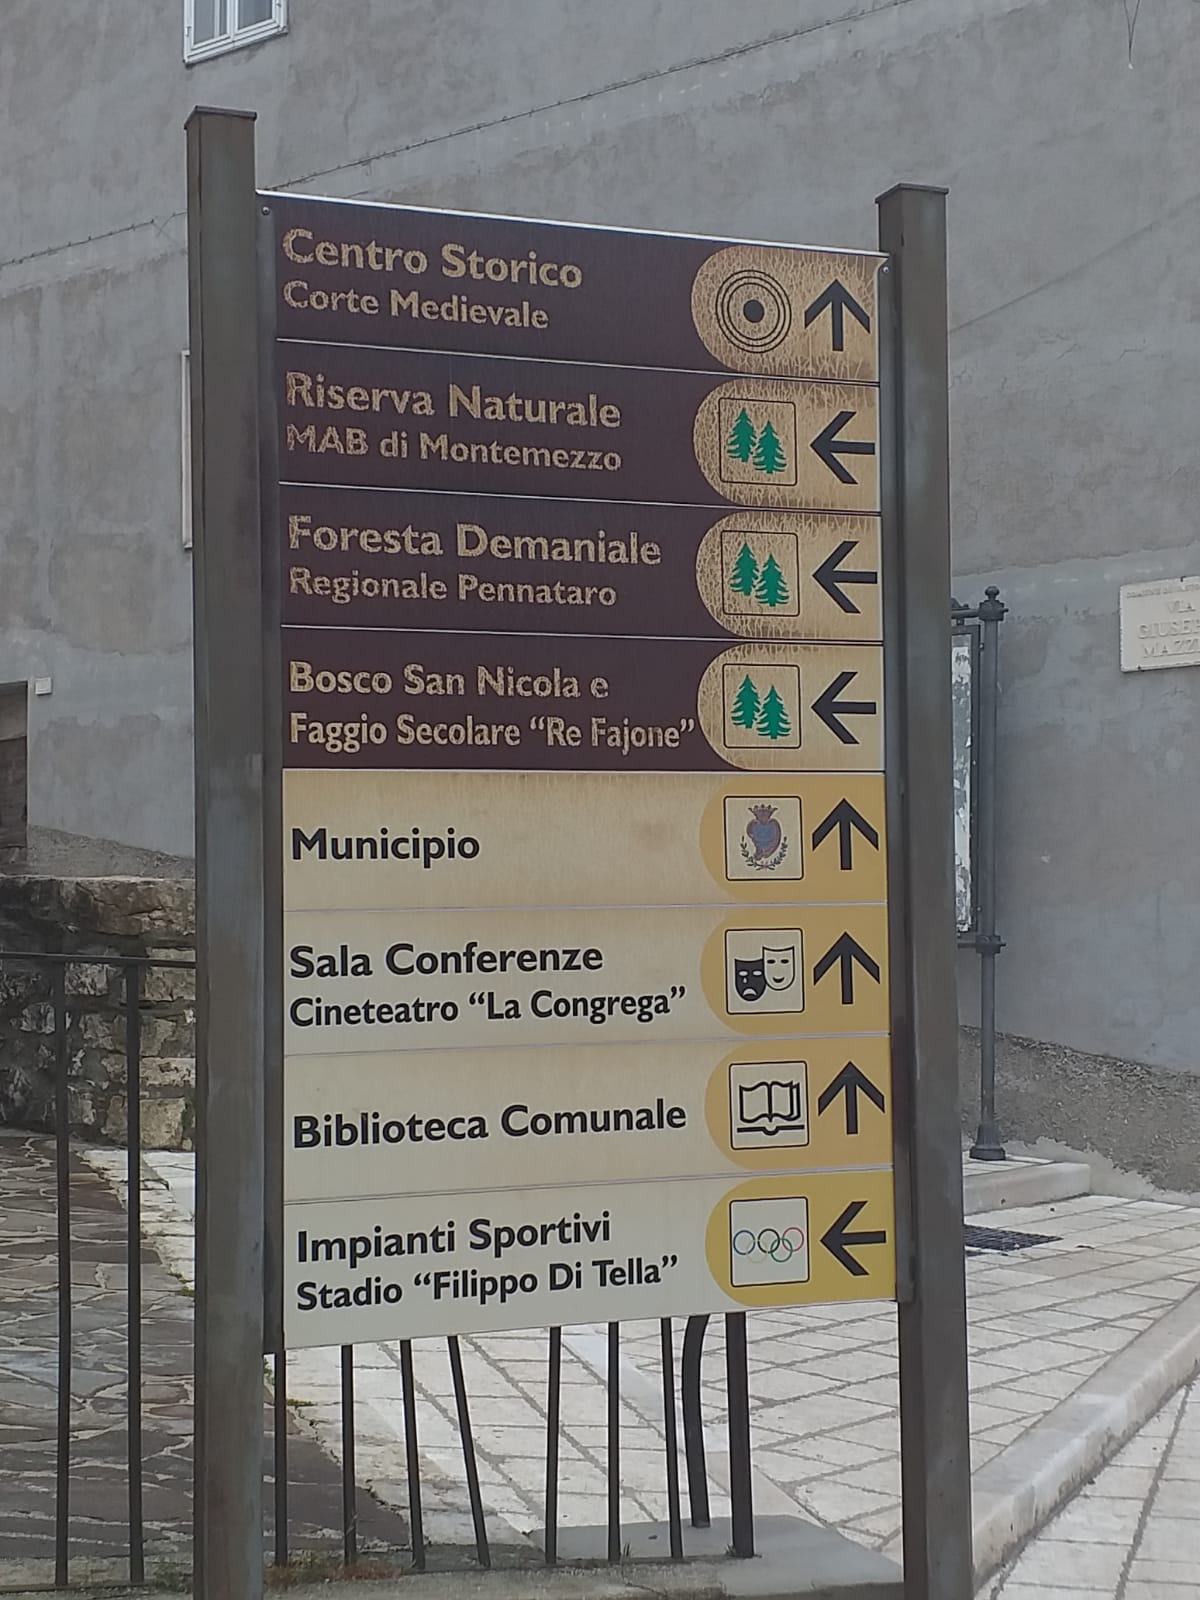 Centro Storico
Corte Medievale
Riserva Naturale
MAB di Montemezzo
Foresta Demaniale
Regionale Pennataro
Bosco San Nicola e
Faggio Secolare “Re Fajone”
Municipio
Sala Conferenze
Cineteatro “La Congrega”
Biblioteca Comunale
Impianti Sportivi
Stadio “Filippo Di Tella”
VIA